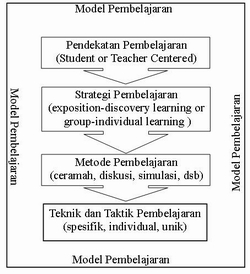 Model Pembelajaran
Pendekatan Pembelajaran
(Student or Teacher Centered)
Strategi Pembelajaran
(exposition-discovery learning or
group-individual learning )
Model Pembelajaran
Model Pembelajaran
Metode Pembelajaran
(ceramah, diskusi, simulasi, dsb)
Teknik dan Taktik Pembelajaran
(spesifik, individual, unik)
Model Pembelajaran